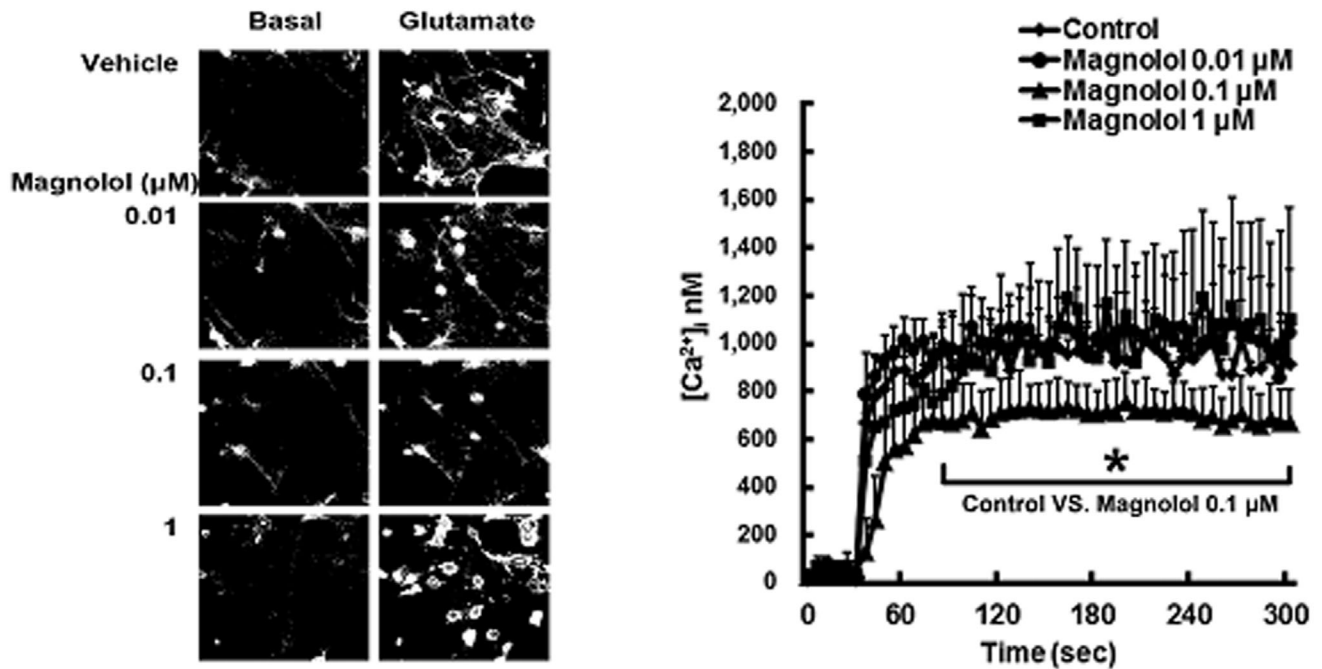 Basal Glutamate
Vehicle
Magnolol (µM)
0.01
0.1
1
Control
Magnolol 0.01 µM
Magnolol 0.1 µM
Magnolol 1 µM
2,000
1,800
1,600
1,400
1,200
1,000
800
600
400
200
0
[Ca²⁺]ᵢ nM
*
Control VS. Magnolol 0.1 µM
0 60 120 180 240 300
Time (sec)